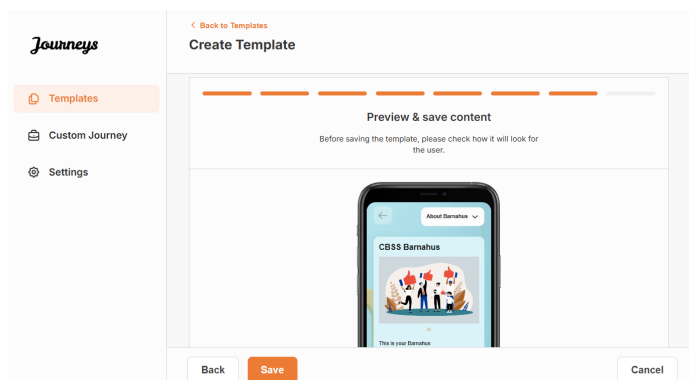 Journeys
Templates
Custom Journey
Settings
Back to Templates
Create Template
Preview & save content
Before saving the template, please check how it will look for
the user.
About Barnahus
CBSS Barnahus
This is your Barnahus
Back
Save
Cancel